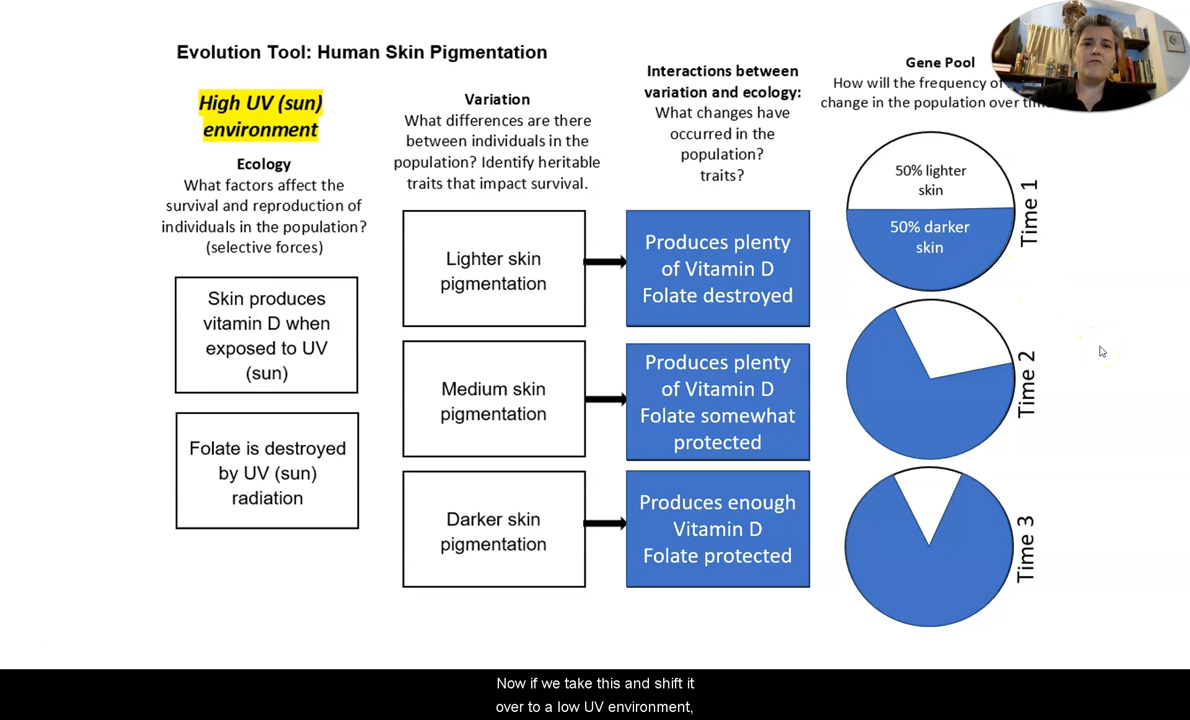 Evolution Tool: Human Skin Pigmentation
High UV (sun)
environment
Ecology
What factors affect the
survival and reproduction of
individuals in the population?
(selective forces)
Skin produces
vitamin D when
exposed to UV
(sun)
Folate is destroyed
by UV (sun)
radiation
Variation
What differences are there
between individuals in the
population? Identify heritable
traits that impact survival.
Lighter skin
pigmentation
Medium skin
pigmentation
Darker skin
pigmentation
Interactions between
variation and ecology:
What changes have
occurred in the
population?
traits?
Produces plenty
of Vitamin D
Folate destroyed
Produces plenty
of Vitamin D
Folate somewhat
protected
Produces enough
Vitamin D
Folate protected
Gene Pool
How will the frequency of
change in the population over
50% lighter
skin
50% darker
skin
Time 1
Time 2
Time 3
Now if we take this and shift it
over to a low UV environment,